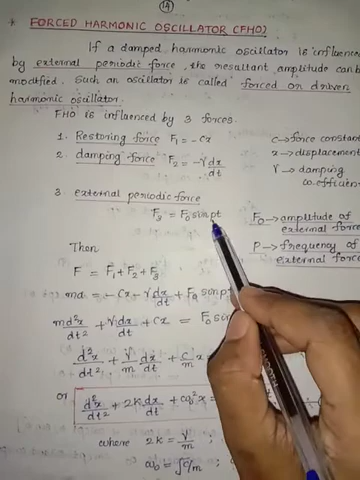 14
* FORCED HARMONIC OSCILLATOR (FHO)
If a damped harmonic oscillator is influenced
by external periodic force, the resultant amplitude can be
modified. Such an oscillator is called forced or driven
harmonic oscillator.
FHO is influenced by 3 forces.
1. Restoring force F₁ = -Cx
C → force constant
2. damping force F₂ = -γ dx/dt
x → displacement
γ → damping
co.efficien
3. external periodic force
F₃ = F₀ sin pt
F₀ → amplitude of
external force
P → frequency of
external force
Then
F = F₁ + F₂ + F₃
ma = -Cx - γ dx/dt + F₀ sin pt
m d²x/dt² + γ dx/dt + Cx = F₀ sin
d²x/dt² + γ/m dx/dt + C/m x
or d²x/dt² + 2k dx/dt + ω₀² x =
where 2k = γ/m ;
ω₀ = √C/m ;